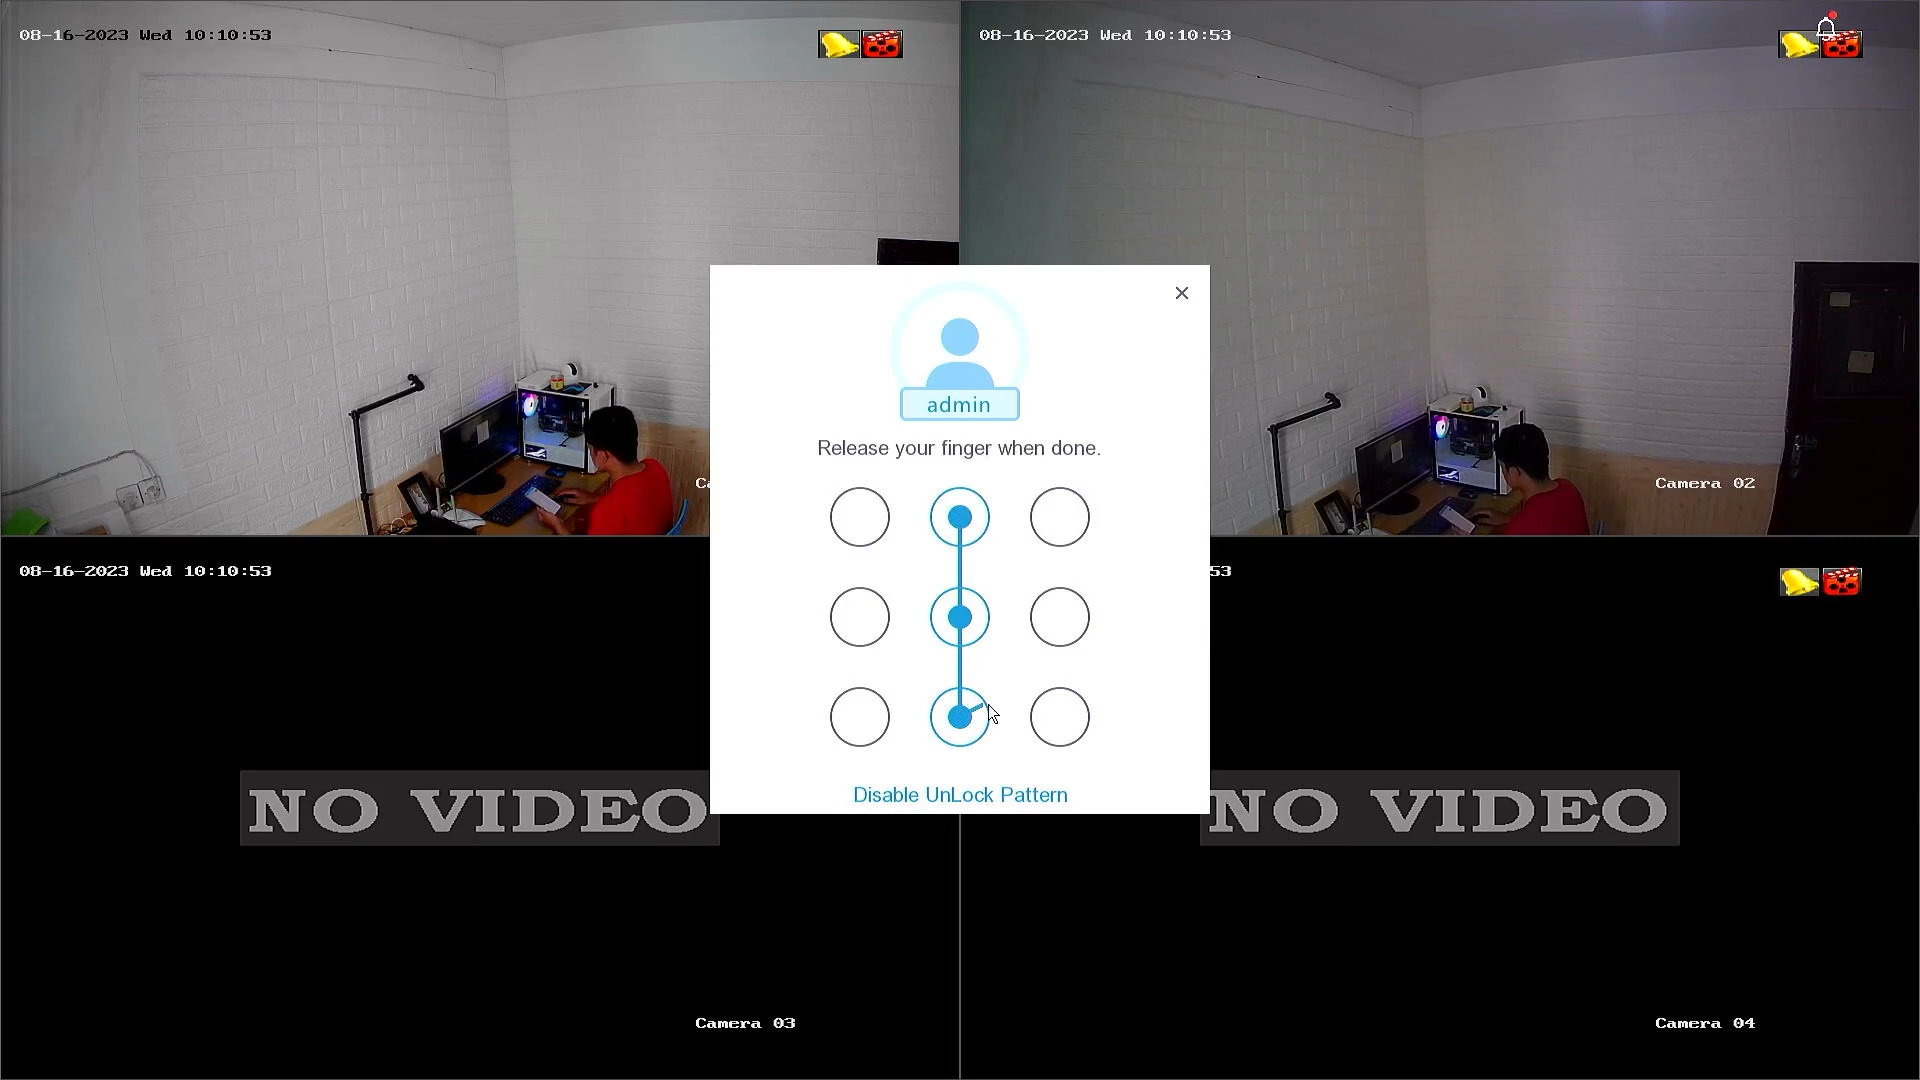 08-16-2023 Wed 10:10:53
08-16-2023 Wed 10:10:53
admin
Release your finger when done.
Ca
Camera 02
08-16-2023 Wed 10:10:53
53
Disable UnLock Pattern
NO VIDEO
NO VIDEO
Camera 03
Camera 04